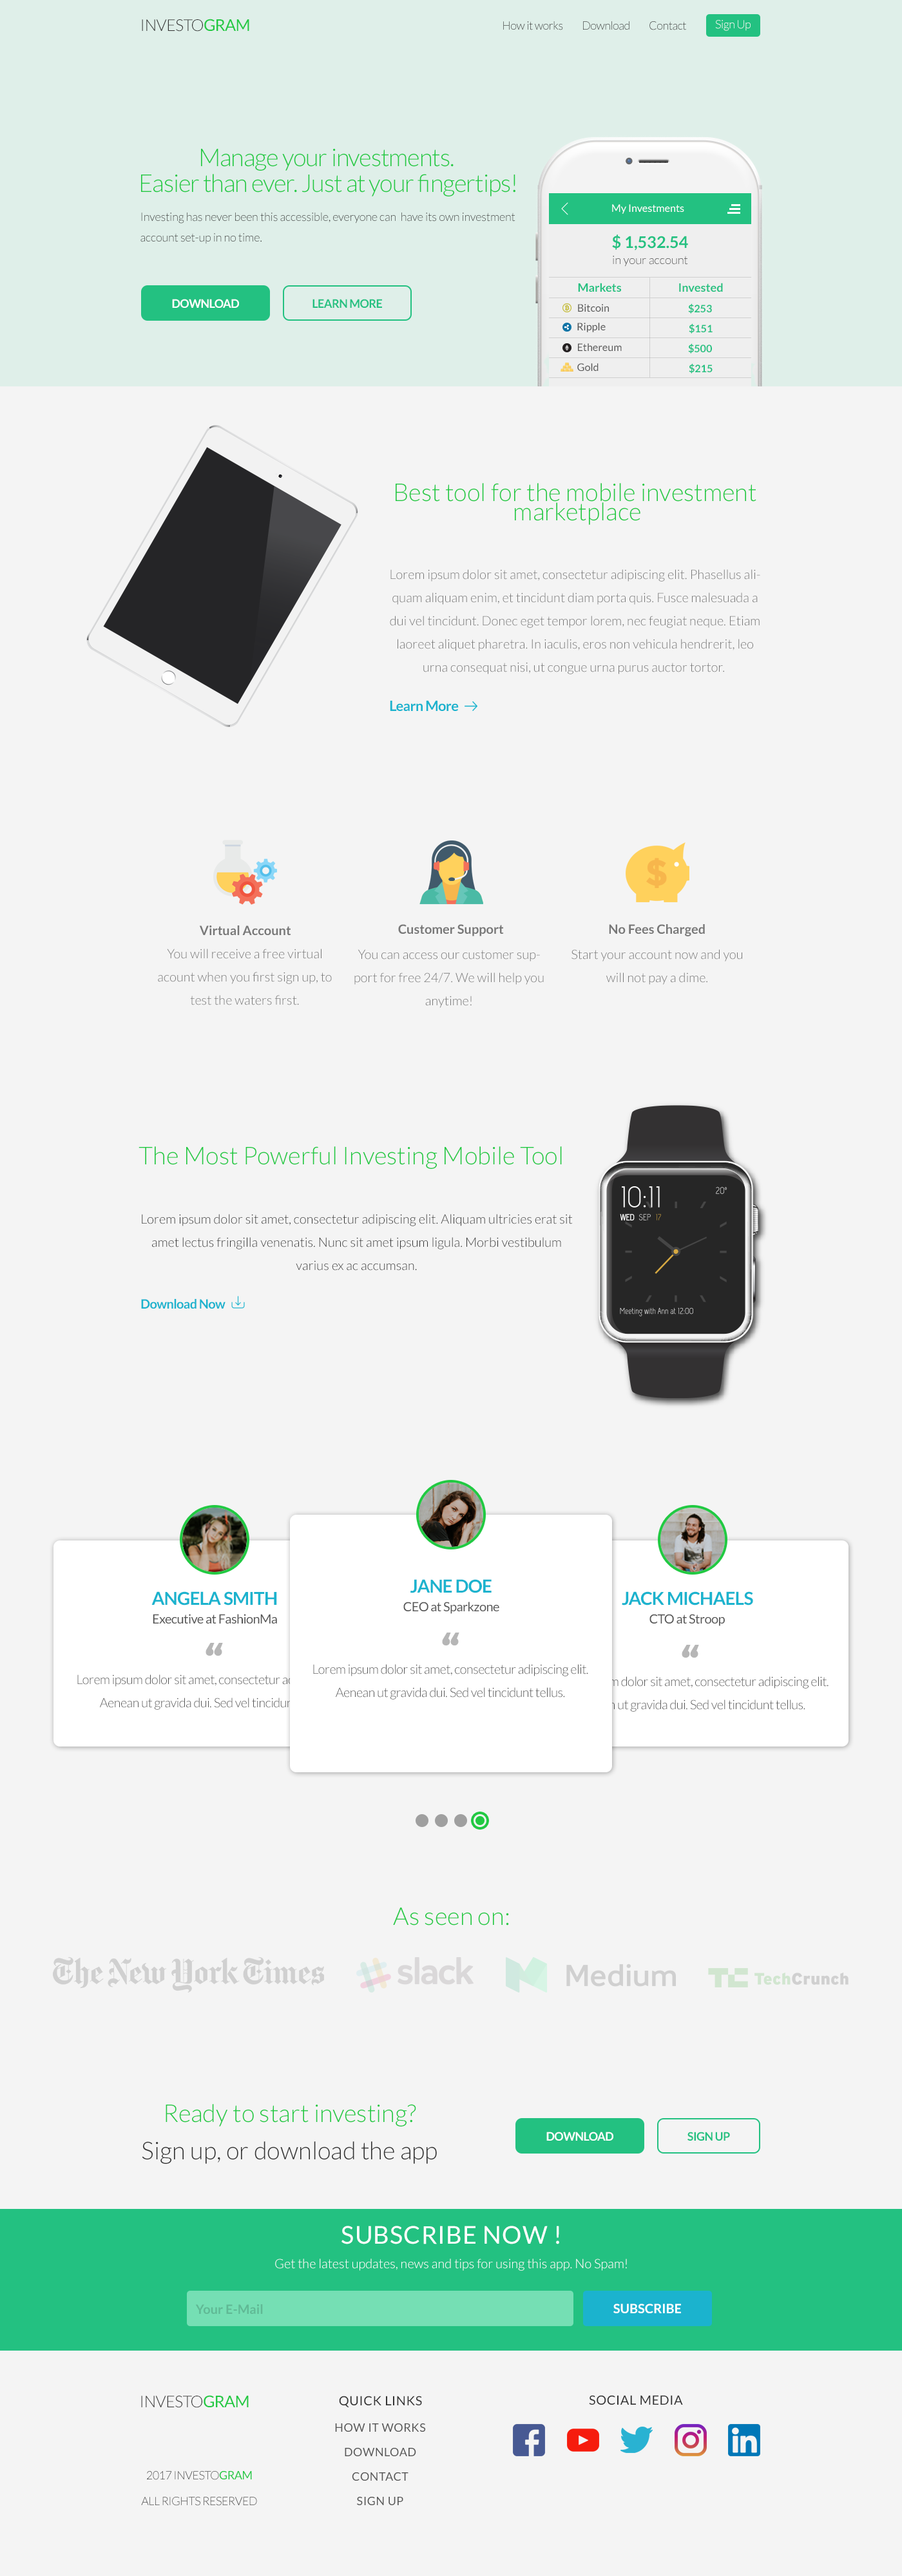 INVESTOGRAM
How it works
Download
Contact
Sign Up
Manage your investments.
Easier than ever. Just at your fingertips!
Investing has never been this accessible, everyone can have its own investment
account set-up in no time.
DOWNLOAD
LEARN MORE
My Investments
$ 1,532.54
in your account
Markets Invested
Bitcoin $253
Ripple $151
Ethereum $500
Gold $215
Best tool for the mobile investment
marketplace
Lorem ipsum dolor sit amet, consectetur adipiscing elit. Phasellus ali-
quam aliquam enim, et tincidunt diam porta quis. Fusce malesuada a
dui vel tincidunt. Donec eget tempor lorem, nec feugiat neque. Etiam
laoreet aliquet pharetra. In iaculis, eros non vehicula hendrerit, leo
urna consequat nisi, ut congue urna purus auctor tortor.
Learn More
Virtual Account
You will receive a free virtual
acount when you first sign up, to
test the waters first.
Customer Support
You can access our customer sup-
port for free 24/7. We will help you
anytime!
No Fees Charged
Start your account now and you
will not pay a dime.
The Most Powerful Investing Mobile Tool
Lorem ipsum dolor sit amet, consectetur adipiscing elit. Aliquam ultricies erat sit
amet lectus fringilla venenatis. Nunc sit amet ipsum ligula. Morbi vestibulum
varius ex ac accumsan.
Download Now
10:11 20°
WED SEP 17
Meeting with Ann at 12:00
ANGELA SMITH
Executive at FashionMa
“
Lorem ipsum dolor sit amet, consectetur a
Aenean ut gravida dui. Sed vel tincidun
JANE DOE
CEO at Sparkzone
“
Lorem ipsum dolor sit amet, consectetur adipiscing elit.
Aenean ut gravida dui. Sed vel tincidunt tellus.
JACK MICHAELS
CTO at Stroop
“
m dolor sit amet, consectetur adipiscing elit.
ut gravida dui. Sed vel tincidunt tellus.
As seen on:
The New York Times
slack
Medium
TC TechCrunch
Ready to start investing?
Sign up, or download the app
DOWNLOAD
SIGN UP
SUBSCRIBE NOW !
Get the latest updates, news and tips for using this app. No Spam!
Your E-Mail
SUBSCRIBE
INVESTOGRAM
2017 INVESTOGRAM
ALL RIGHTS RESERVED
QUICK LINKS
HOW IT WORKS
DOWNLOAD
CONTACT
SIGN UP
SOCIAL MEDIA